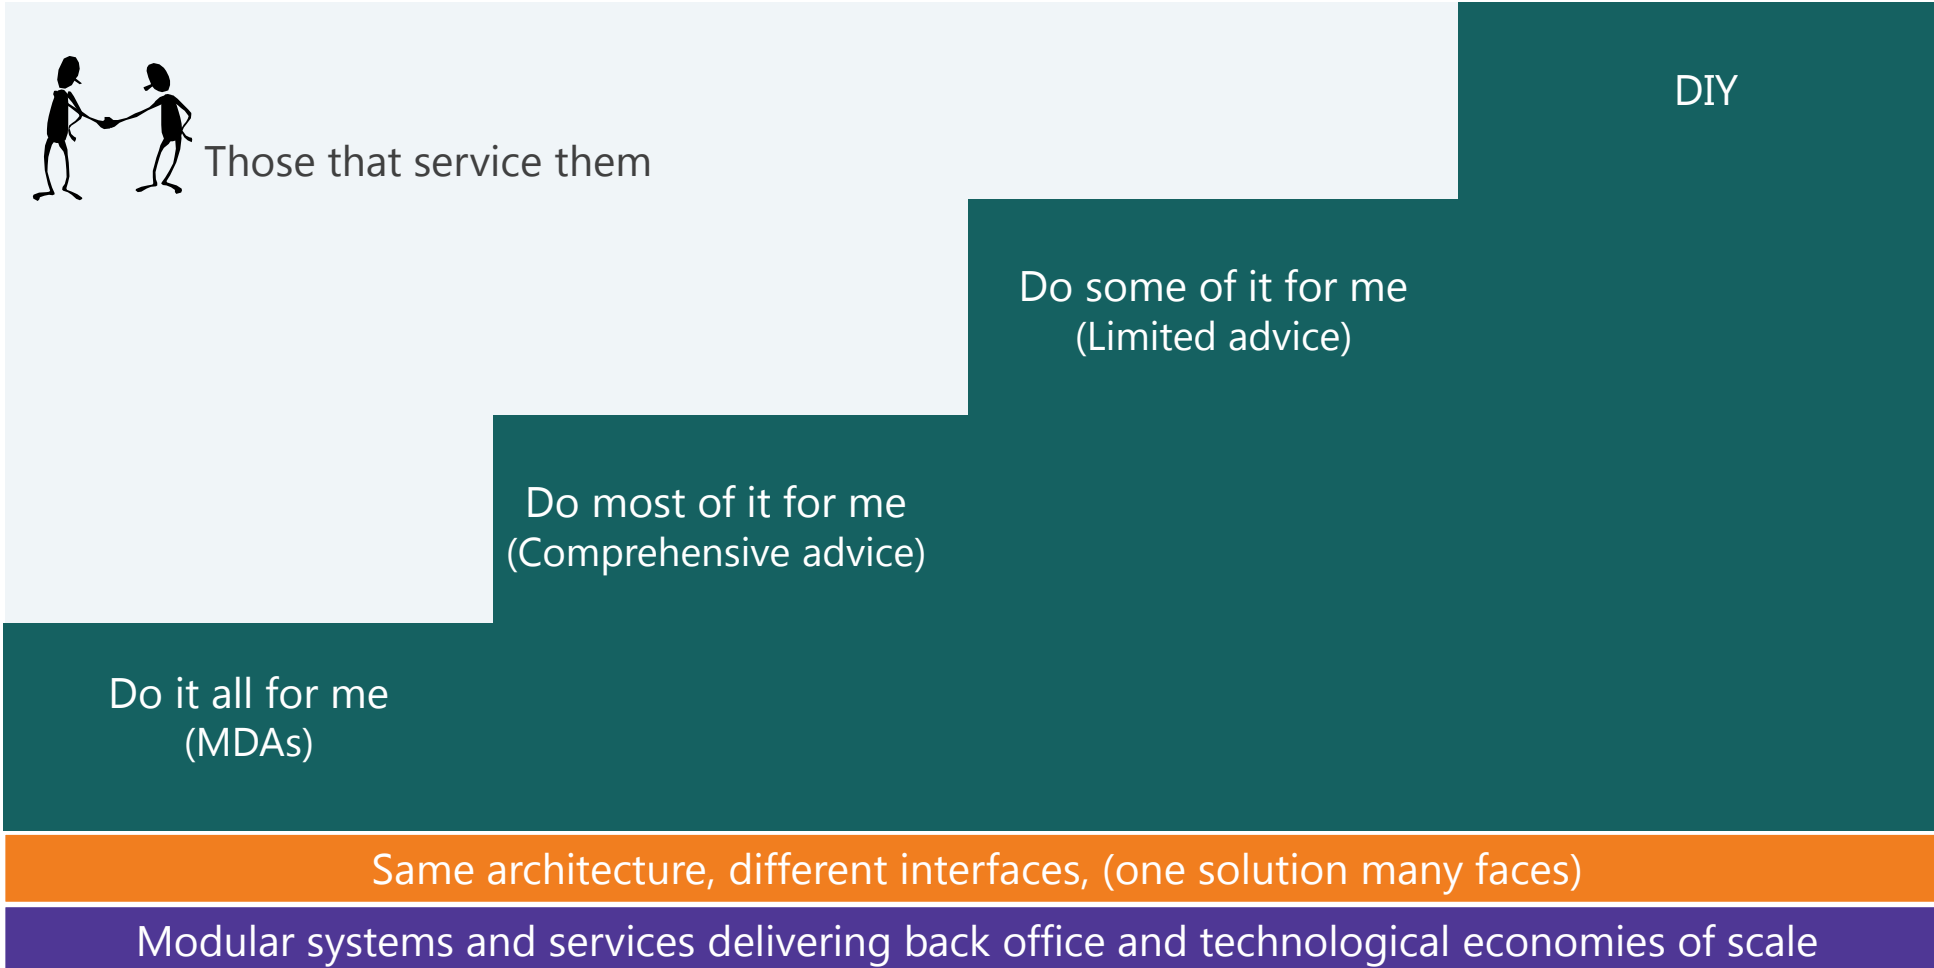 DIY
Those that service them
Do some of it for me
(Limited advice)
Do most of it for me
(Comprehensive advice)
Do it all for me
(MDAs)
Same architecture, different interfaces, (one solution many faces)
Modular systems and services delivering back office and technological economies of scale